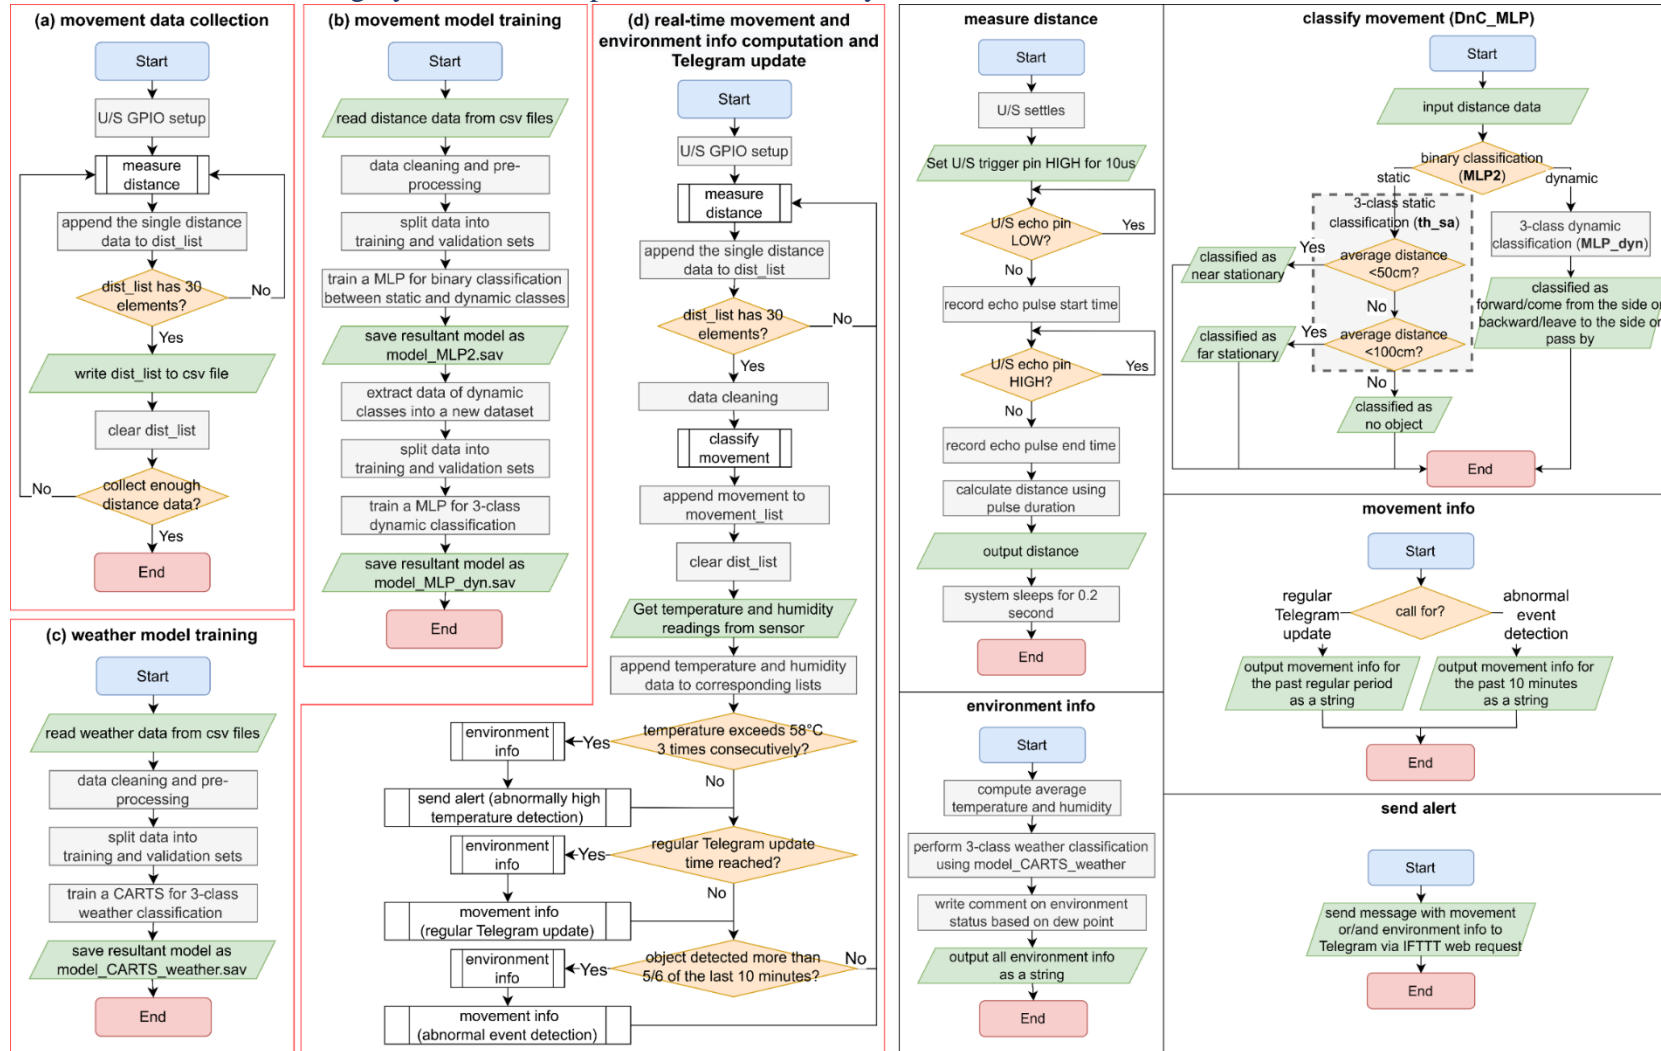 (a) movement data collection
Start
U/S GPIO setup
measure
distance
append the single distance
data to dist_list
dist_list has 30
elements?
No
Yes
write dist_list to csv file
clear dist_list
collect enough
distance data?
No
Yes
End
(b) movement model training
Start
read distance data from csv files
data cleaning and pre-
processing
split data into
training and validation sets
train a MLP for binary classification
between static and dynamic classes
save resultant model as
model_MLP2.sav
extract data of dynamic
classes into a new dataset
split data into
training and validation sets
train a MLP for 3-class
dynamic classification
save resultant model as
model_MLP_dyn.sav
End
(c) weather model training
Start
read weather data from csv files
data cleaning and pre-
processing
split data into
training and validation sets
train a CARTS for 3-class
weather classification
save resultant model as
model_CARTS_weather.sav
End
(d) real-time movement and
environment info computation and
Telegram update
Start
U/S GPIO setup
measure
distance
append the single distance
data to dist_list
dist_list has 30
elements?
No
Yes
data cleaning
classify
movement
append movement to
movement_list
clear dist_list
Get temperature and humidity
readings from sensor
append temperature and humidity
data to corresponding lists
temperature exceeds 58°C
3 times consecutively?
Yes
environment
info
No
send alert (abnormally high
temperature detection)
regular Telegram update
time reached?
Yes
environment
info
No
movement info
(regular Telegram update)
object detected more than
5/6 of the last 10 minutes?
No
Yes
environment
info
movement info
(abnormal event detection)
measure distance
Start
U/S settles
Set U/S trigger pin HIGH for 10us
U/S echo pin
LOW?
Yes
No
record echo pulse start time
U/S echo pin
HIGH?
Yes
No
record echo pulse end time
calculate distance using
pulse duration
output distance
system sleeps for 0.2
second
End
environment info
Start
compute average
temperature and humidity
perform 3-class weather classification
using model_CARTS_weather
write comment on environment
status based on dew point
output all environment info
as a string
End
classify movement (DnC_MLP)
Start
input distance data
binary classification
(MLP2)
static
dynamic
3-class static
classification (th_sa)
3-class dynamic
classification (MLP_dyn)
average distance
<50cm?
Yes
classified as
near stationary
No
average distance
<100cm?
Yes
classified as
far stationary
No
classified as
no object
classified as
forward/come from the side or
backward/leave to the side or
pass by
End
movement info
Start
call for?
regular
Telegram
update
abnormal
event
detection
output movement info for
the past regular period
as a string
output movement info for
the past 10 minutes
as a string
End
send alert
Start
send message with movement
or/and environment info to
Telegram via IFTTT web request
End